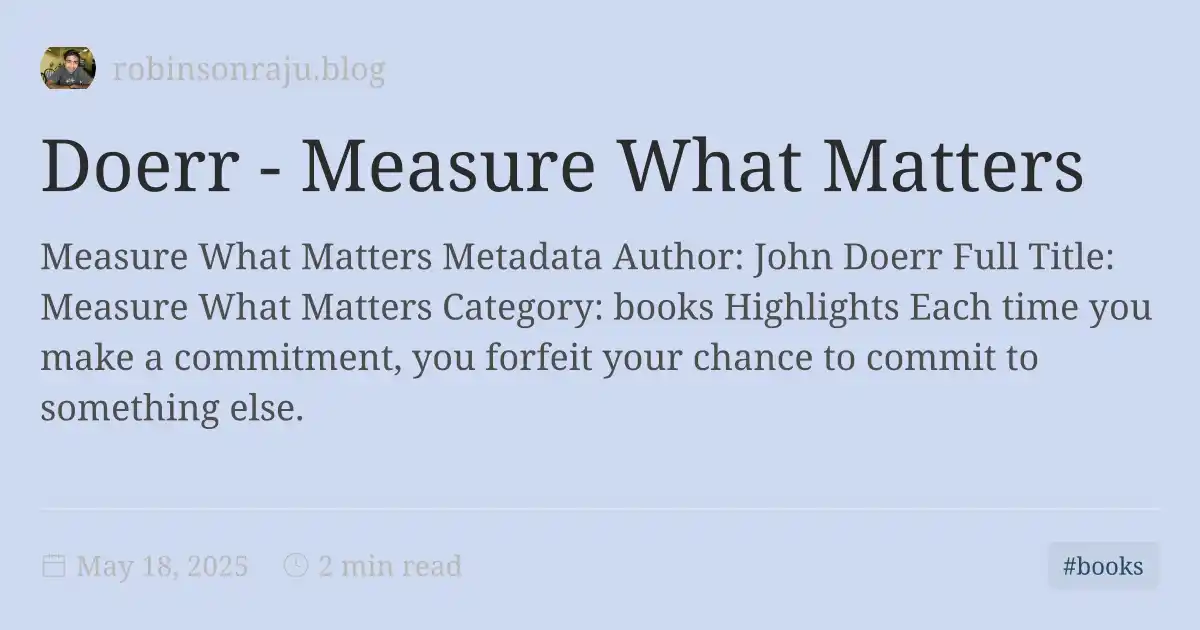 robinsonraju.blog
Doerr - Measure What Matters
Measure What Matters Metadata Author: John Doerr Full Title:
Measure What Matters Category: books Highlights Each time you
make a commitment, you forfeit your chance to commit to
something else.
May 18, 2025 2 min read #books